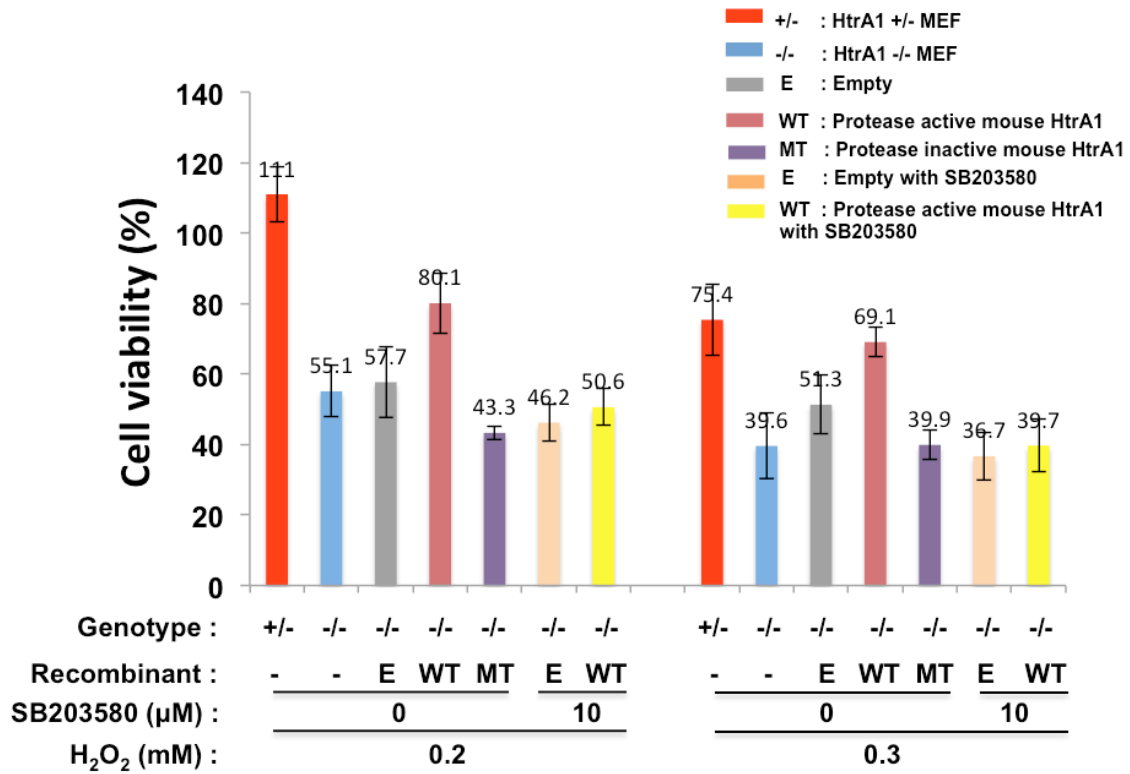 +/- : HtrA1 +/- MEF
-/- : HtrA1 -/- MEF
E : Empty
WT : Protease active mouse HtrA1
MT : Protease inactive mouse HtrA1
E : Empty with SB203580
WT : Protease active mouse HtrA1
with SB203580
Cell viability (%)
140
120
100
80
60
40
20
0
111
55.1
57.7
80.1
43.3
46.2
50.6
75.4
39.6
51.3
69.1
39.9
36.7
39.7
Genotype : +/- -/- -/- -/- -/- -/- -/- +/- -/- -/- -/- -/- -/- -/-
Recombinant : - - E WT MT E WT - - E WT MT E WT
SB203580 (µM) : 0 10 0 10
H₂O₂ (mM) : 0.2 0.3